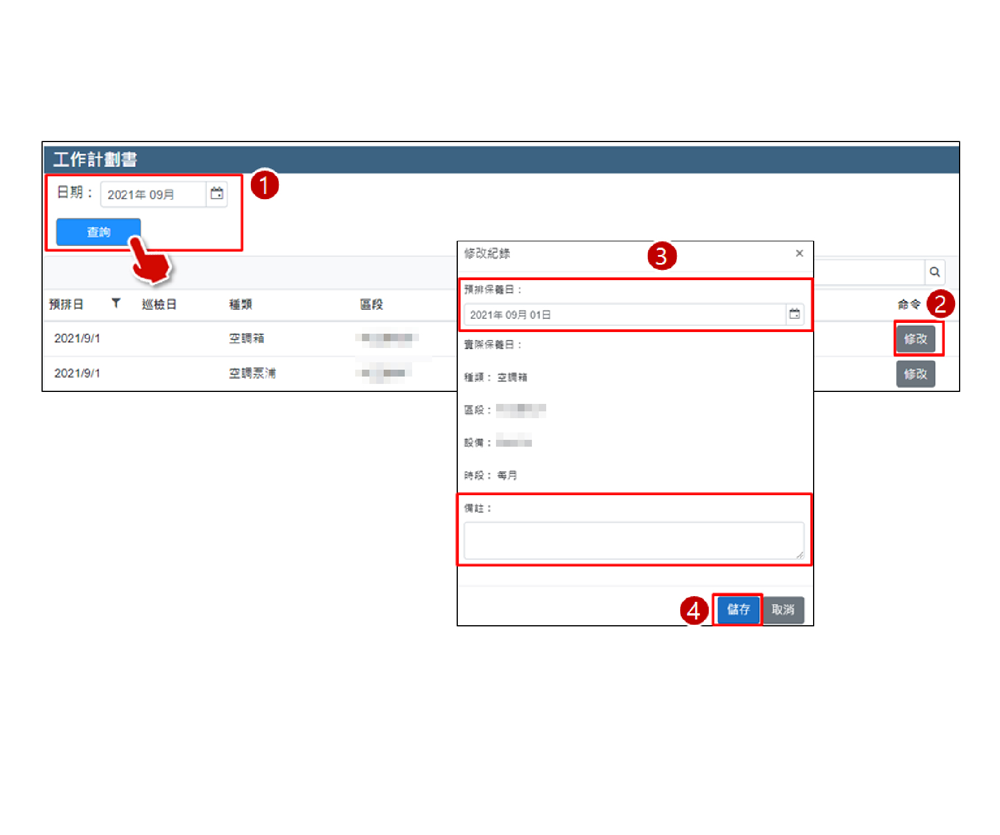 工作計劃書
日期： 2021年 09月
1
查詢
預排日 巡檢日 種類 區段
命令
2
2021/9/1 空調箱
修改
2021/9/1 空調泵浦
修改
修改紀錄
×
3
預排保養日：
2021年 09月 01日
實際保養日：
種類： 空調箱
區段：
設備：
時段： 每月
備註：
4
儲存 取消